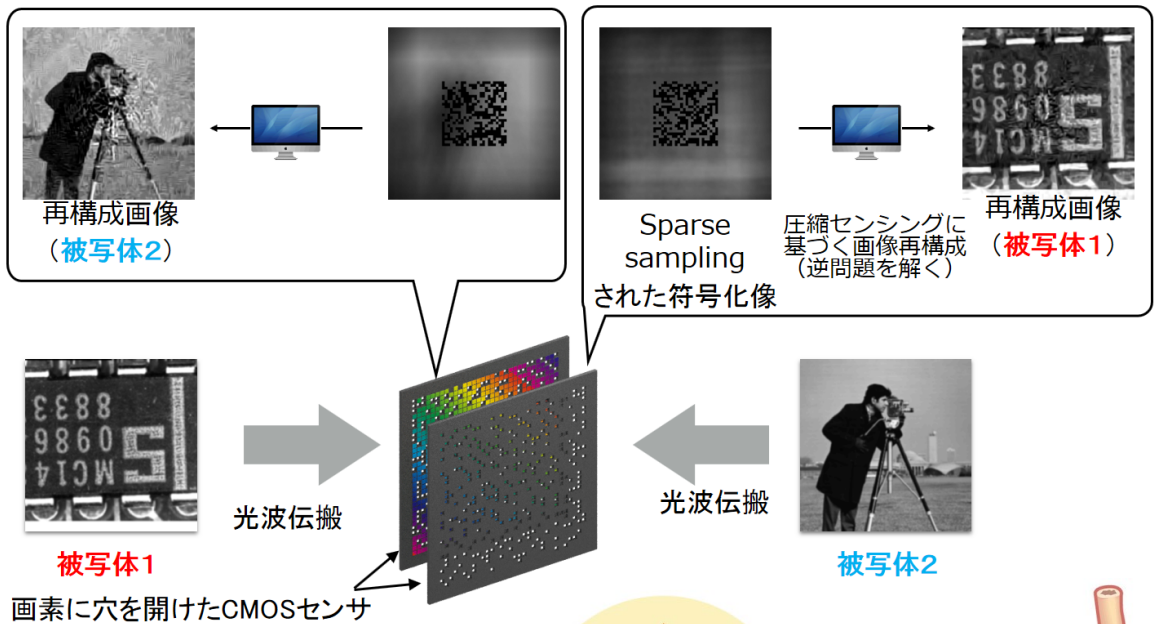 再構成画像
（被写体2）
Sparse
sampling
された符号化像
圧縮センシングに
基づく画像再構成
（逆問題を解く）
再構成画像
（被写体1）
光波伝搬
光波伝搬
被写体1
被写体2
画素に穴を開けたCMOSセンサ